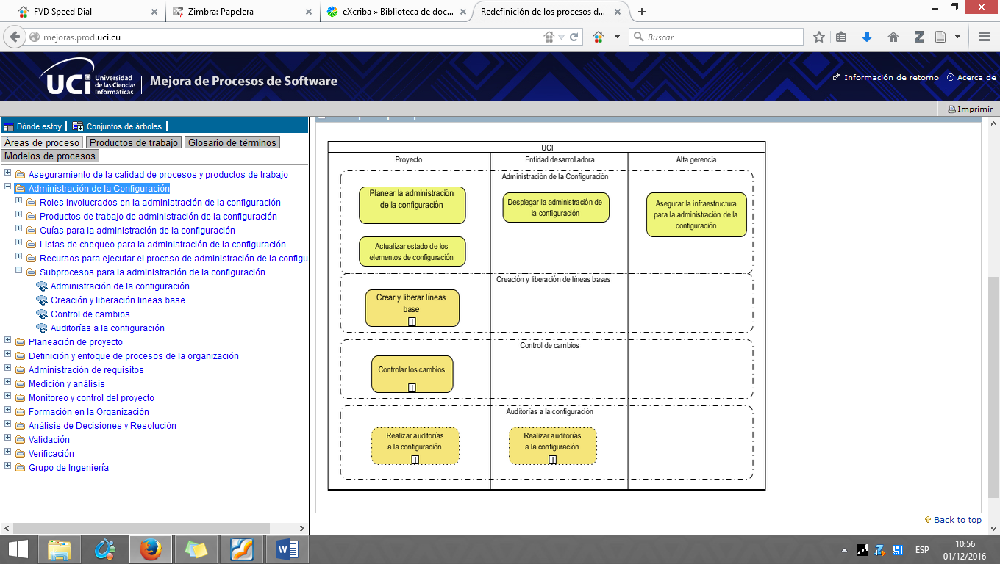 FVD Speed Dial
Zimbra: Papelera
eXcriba » Biblioteca de doc...
Redefinición de los procesos d...
mejoras.prod.uci.cu
Buscar
UCi Universidad de las Ciencias Informáticas
Mejora de Procesos de Software
Información de retorno
Acerca de
Imprimir
Dónde estoy
Conjuntos de árboles
Áreas de proceso
Productos de trabajo
Glosario de términos
Modelos de procesos
Aseguramiento de la calidad de procesos y productos de trabajo
Administración de la Configuración
Roles involucrados en la administración de la configuración
Productos de trabajo de administración de la configuración
Guías para la administración de la configuración
Listas de chequeo para la administración de la configuración
Recursos para ejecutar el proceso de administración de la configu
Subprocesos para la administración de la configuración
Administración de la configuración
Creación y liberación lineas base
Control de cambios
Auditorías a la configuración
Planeación de proyecto
Definición y enfoque de procesos de la organización
Administración de requisitos
Medición y análisis
Monitoreo y control del proyecto
Formación en la Organización
Análisis de Decisiones y Resolución
Validación
Verificación
Grupo de Ingeniería
UCI
Proyecto
Entidad desarrolladora
Alta gerencia
Administración de la Configuración
Planear la administración
de la configuración
Desplegar la administración de
la configuración
Asegurar la infraestructura
para la administración de la
configuración
Actualizar estado de los
elementos de configuración
Creación y liberación de líneas bases
Crear y liberar líneas
base
Control de cambios
Controlar los cambios
Auditorías a la configuración
Realizar auditorías
a la configuración
Realizar auditorías
a la configuración
Back to top
ESP
10:56
01/12/2016